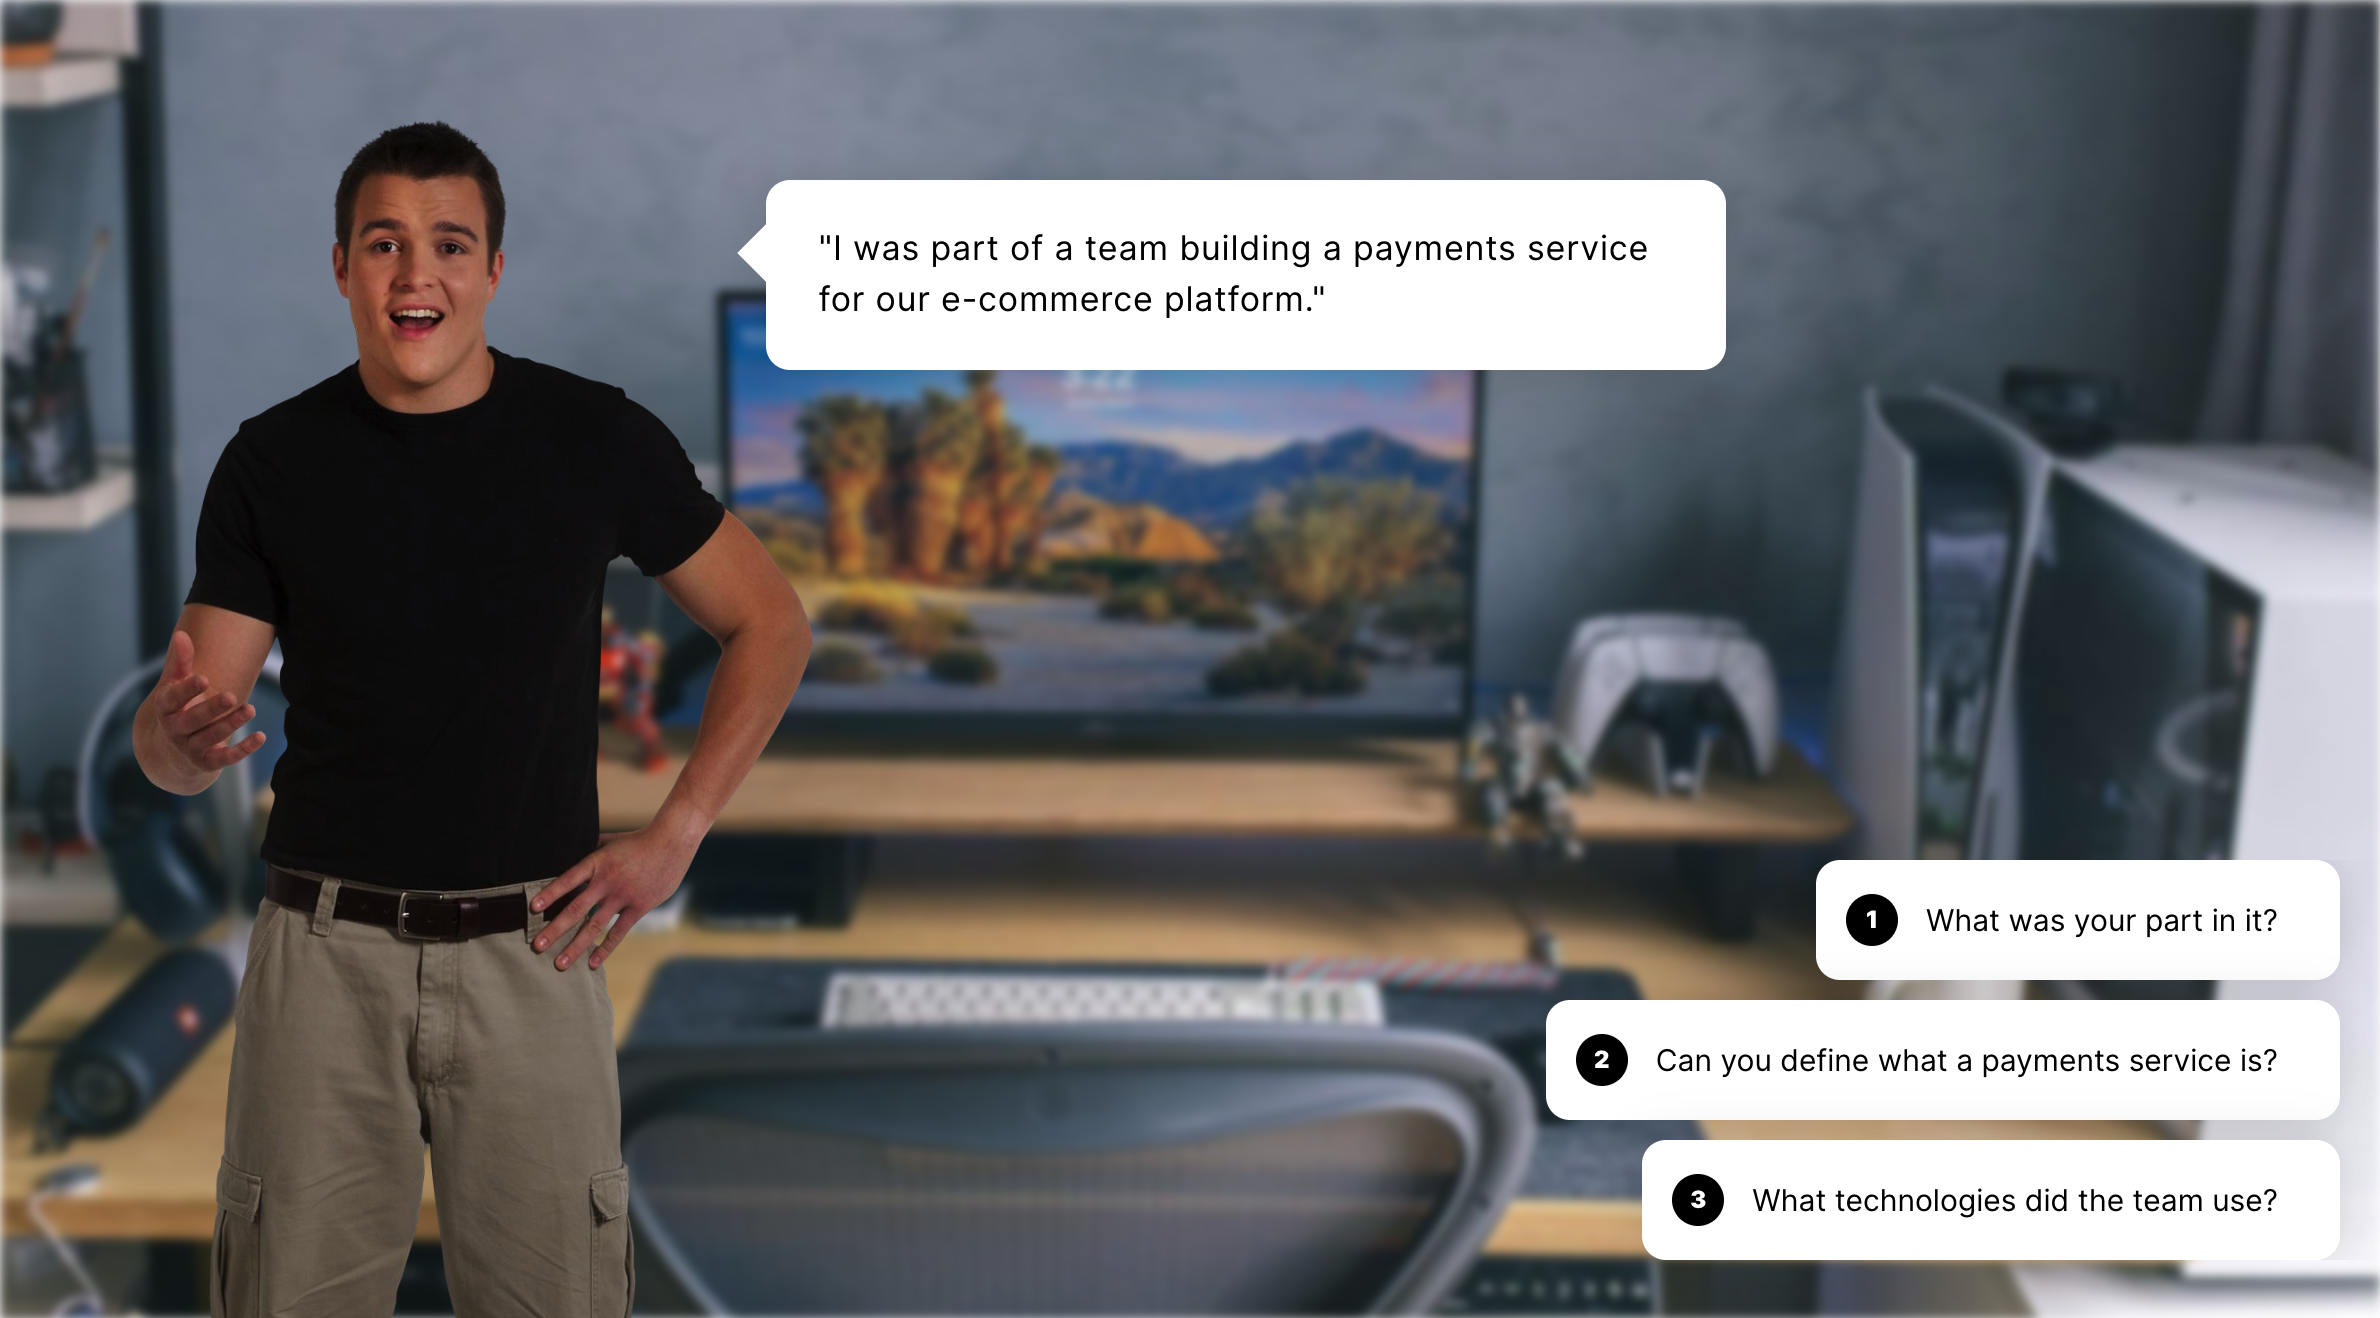 "I was part of a team building a payments service
for our e-commerce platform."
1 What was your part in it?
2 Can you define what a payments service is?
3 What technologies did the team use?